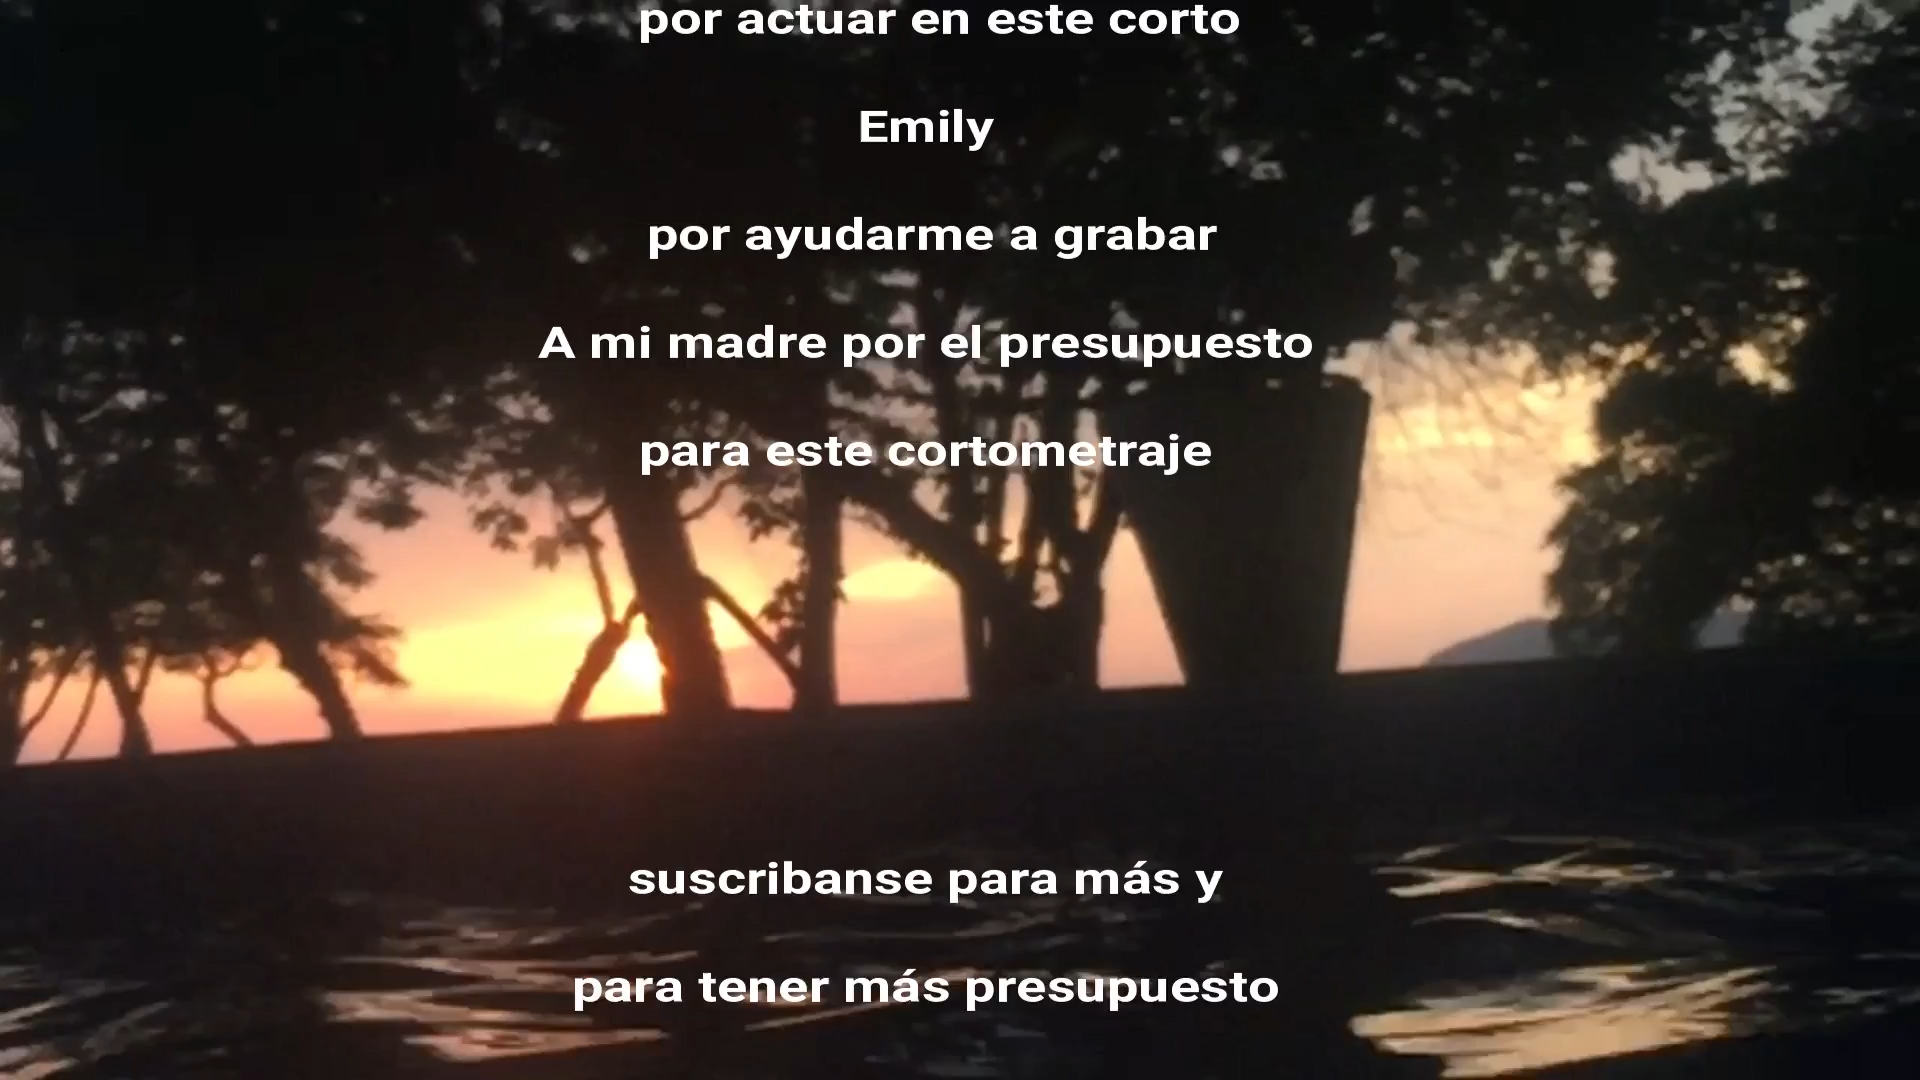 por actuar en este corto
Emily
por ayudarme a grabar
A mi madre por el presupuesto
para este cortometraje
suscribanse para más y
para tener más presupuesto